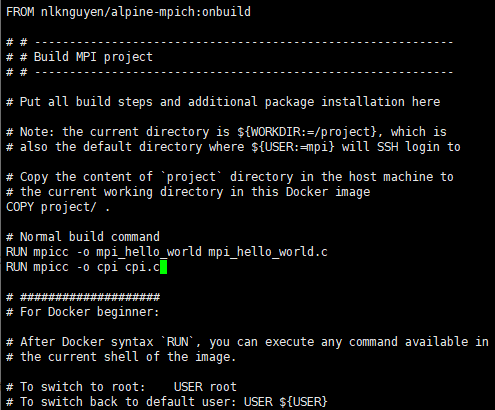 FROM nlknguyen/alpine-mpich:onbuild
# # ------------------------------------------------------------
# # Build MPI project
# # ------------------------------------------------------------
# Put all build steps and additional package installation here
# Note: the current directory is ${WORKDIR:=/project}, which is
# also the default directory where ${USER:=mpi} will SSH login to
# Copy the content of `project` directory in the host machine to
# the current working directory in this Docker image
COPY project/ .
# Normal build command
RUN mpicc -o mpi_hello_world mpi_hello_world.c
RUN mpicc -o cpi cpi.c
# ####################
# For Docker beginner:
# After Docker syntax `RUN`, you can execute any command available in
# the current shell of the image.
# To switch to root:    USER root
# To switch back to default user: USER ${USER}